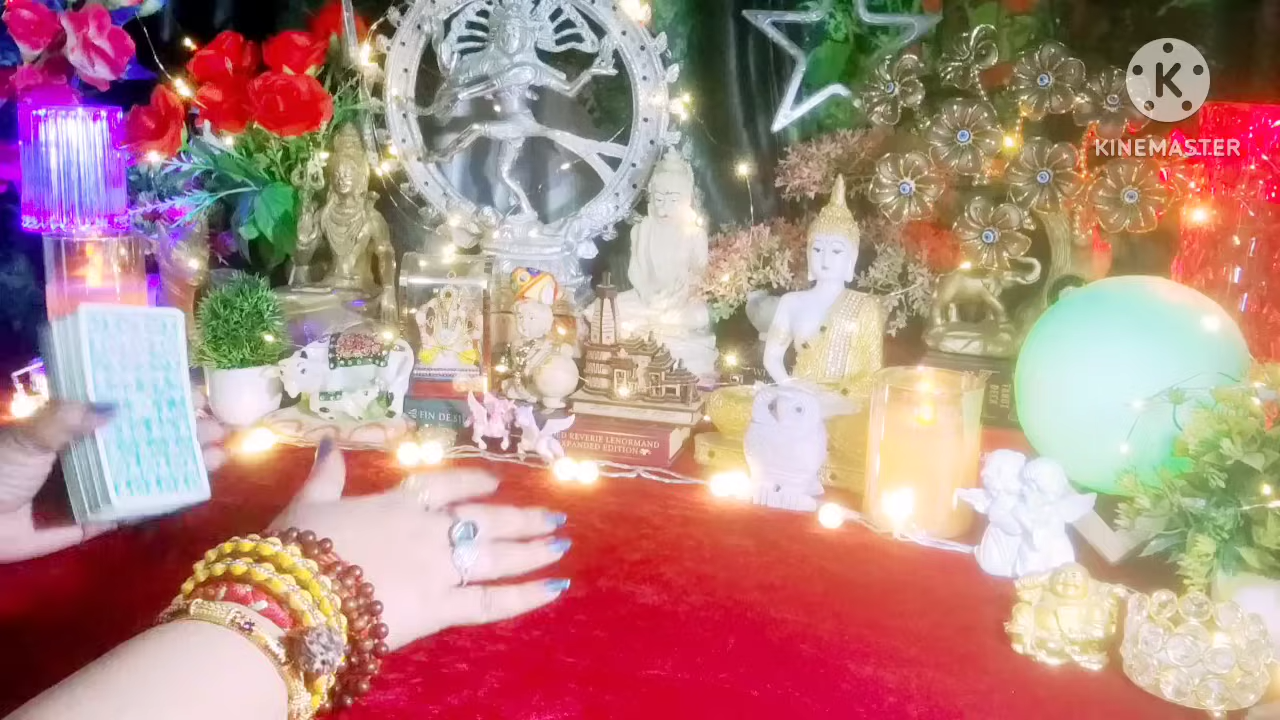 K
KINEMASTER
FIN DE SI
D REVERIE LENORMAND
EXPANDED EDITION